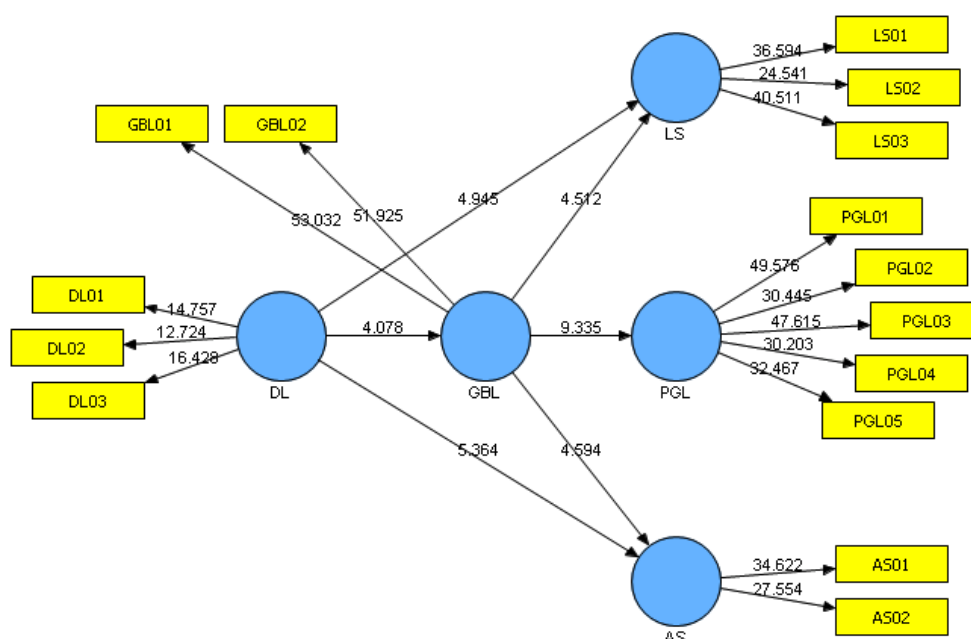 LS01
36.594
24.541
LS02
40.511
LS03
LS
GBL01
GBL02
53.032
51.925
4.945
4.512
DL01
14.757
DL02
12.724
DL03
16.428
DL
4.078
GBL
9.335
PGL
PGL01
49.576
PGL02
30.445
PGL03
47.615
30.203
PGL04
32.467
PGL05
5.364
4.594
AS01
34.622
27.554
AS02
AS